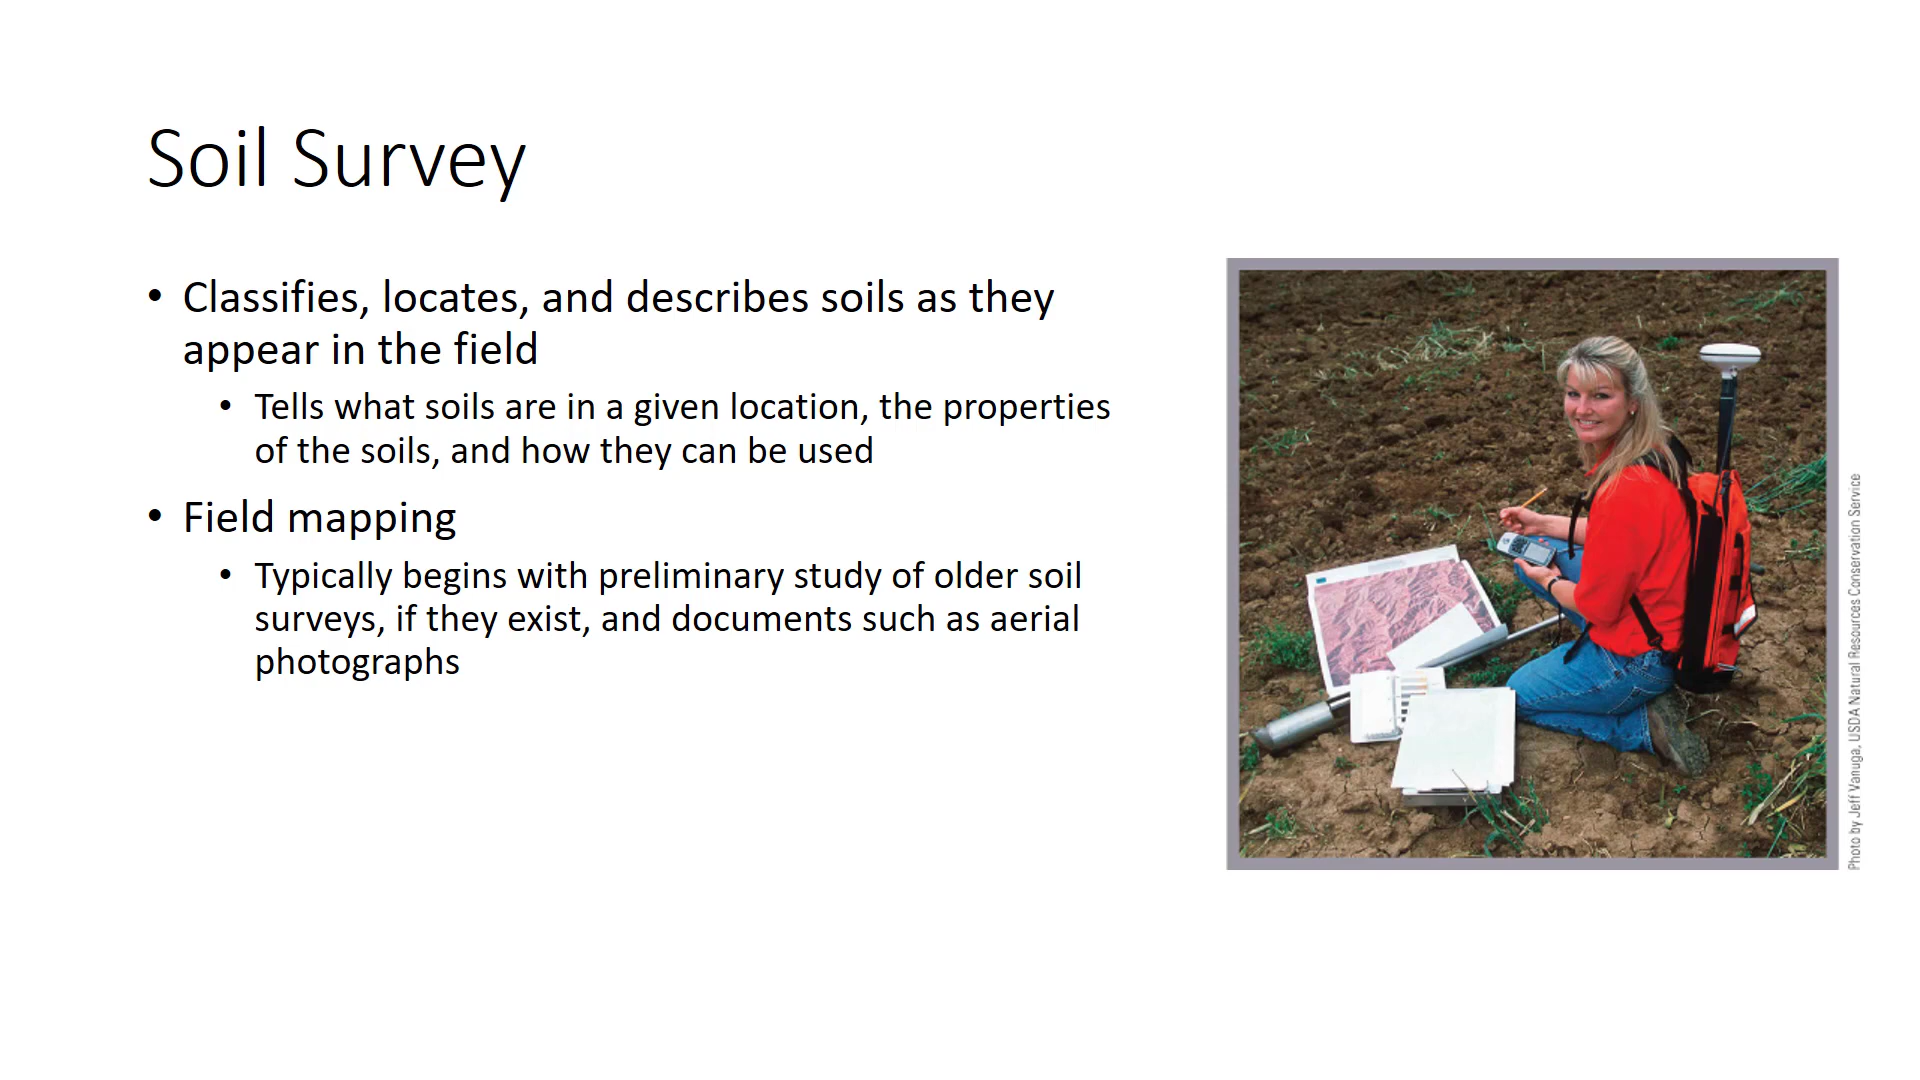 Soil Survey
• Classifies, locates, and describes soils as they
appear in the field
• Tells what soils are in a given location, the properties
of the soils, and how they can be used
• Field mapping
• Typically begins with preliminary study of older soil
surveys, if they exist, and documents such as aerial
photographs
Photo by Jeff Vanuga, USDA Natural Resources Conservation Service